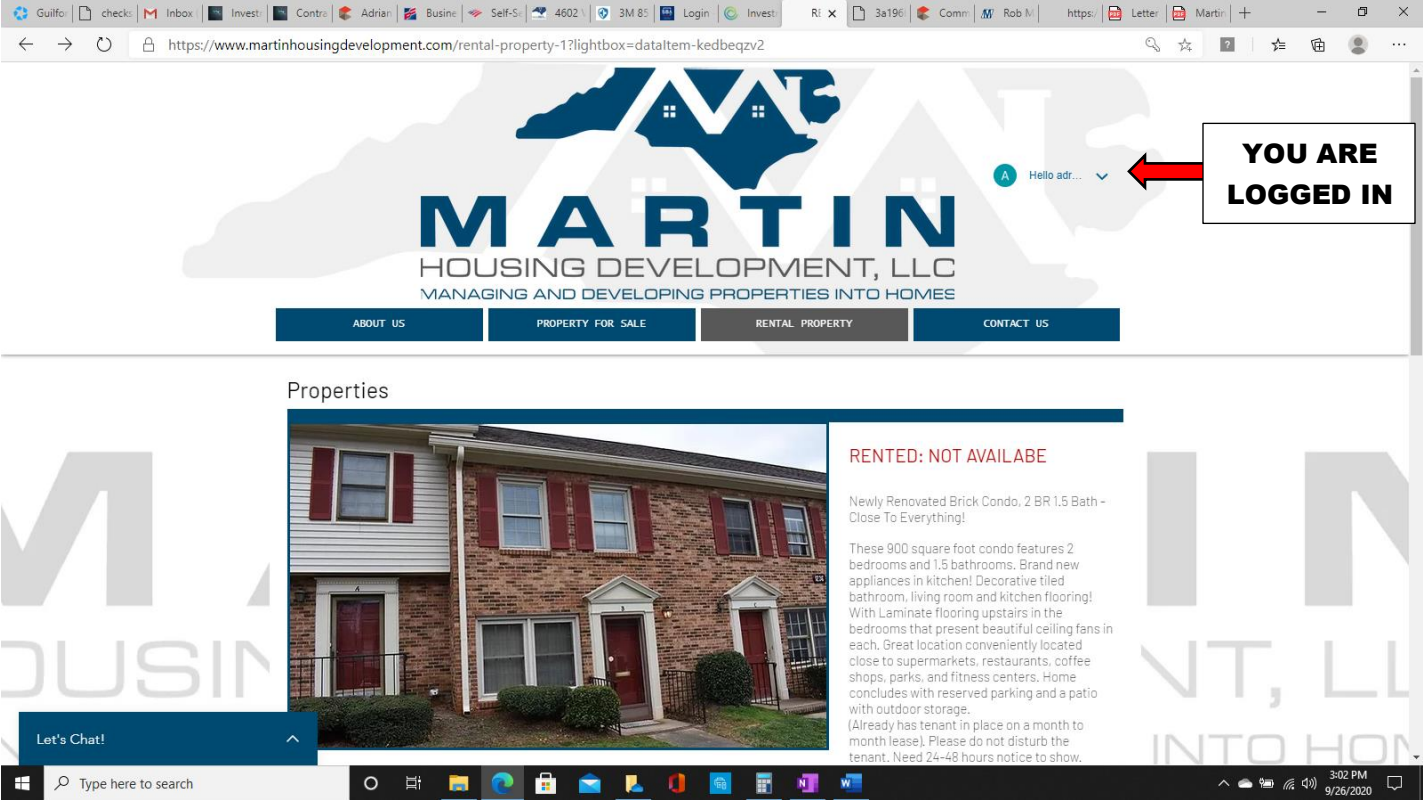 Guilfor checks Inbox ( Investr Contra Adrian Busine Self-Se 4602 V 3M 85 Login Invest RE 3a196 Comm Rob M https:/ Letter Martin
https://www.martinhousingdevelopment.com/rental-property-1?lightbox=dataItem-kedbeqzv2
YOU ARE
LOGGED IN
A Hello adr...
MARTIN
HOUSING DEVELOPMENT, LLC
MANAGING AND DEVELOPING PROPERTIES INTO HOMES
ABOUT US PROPERTY FOR SALE RENTAL PROPERTY CONTACT US
Properties
RENTED: NOT AVAILABE
Newly Renovated Brick Condo, 2 BR 1.5 Bath -
Close To Everything!
These 900 square foot condo features 2
bedrooms and 1.5 bathrooms. Brand new
appliances in kitchen! Decorative tiled
bathroom, living room and kitchen flooring!
With Laminate flooring upstairs in the
bedrooms that present beautiful ceiling fans in
each. Great location conveniently located
close to supermarkets, restaurants, coffee
shops, parks, and fitness centers. Home
concludes with reserved parking and a patio
with outdoor storage.
(Already has tenant in place on a month to
month lease). Please do not disturb the
tenant. Need 24-48 hours notice to show.
A B C
Let's Chat!
Type here to search
3:02 PM
9/26/2020